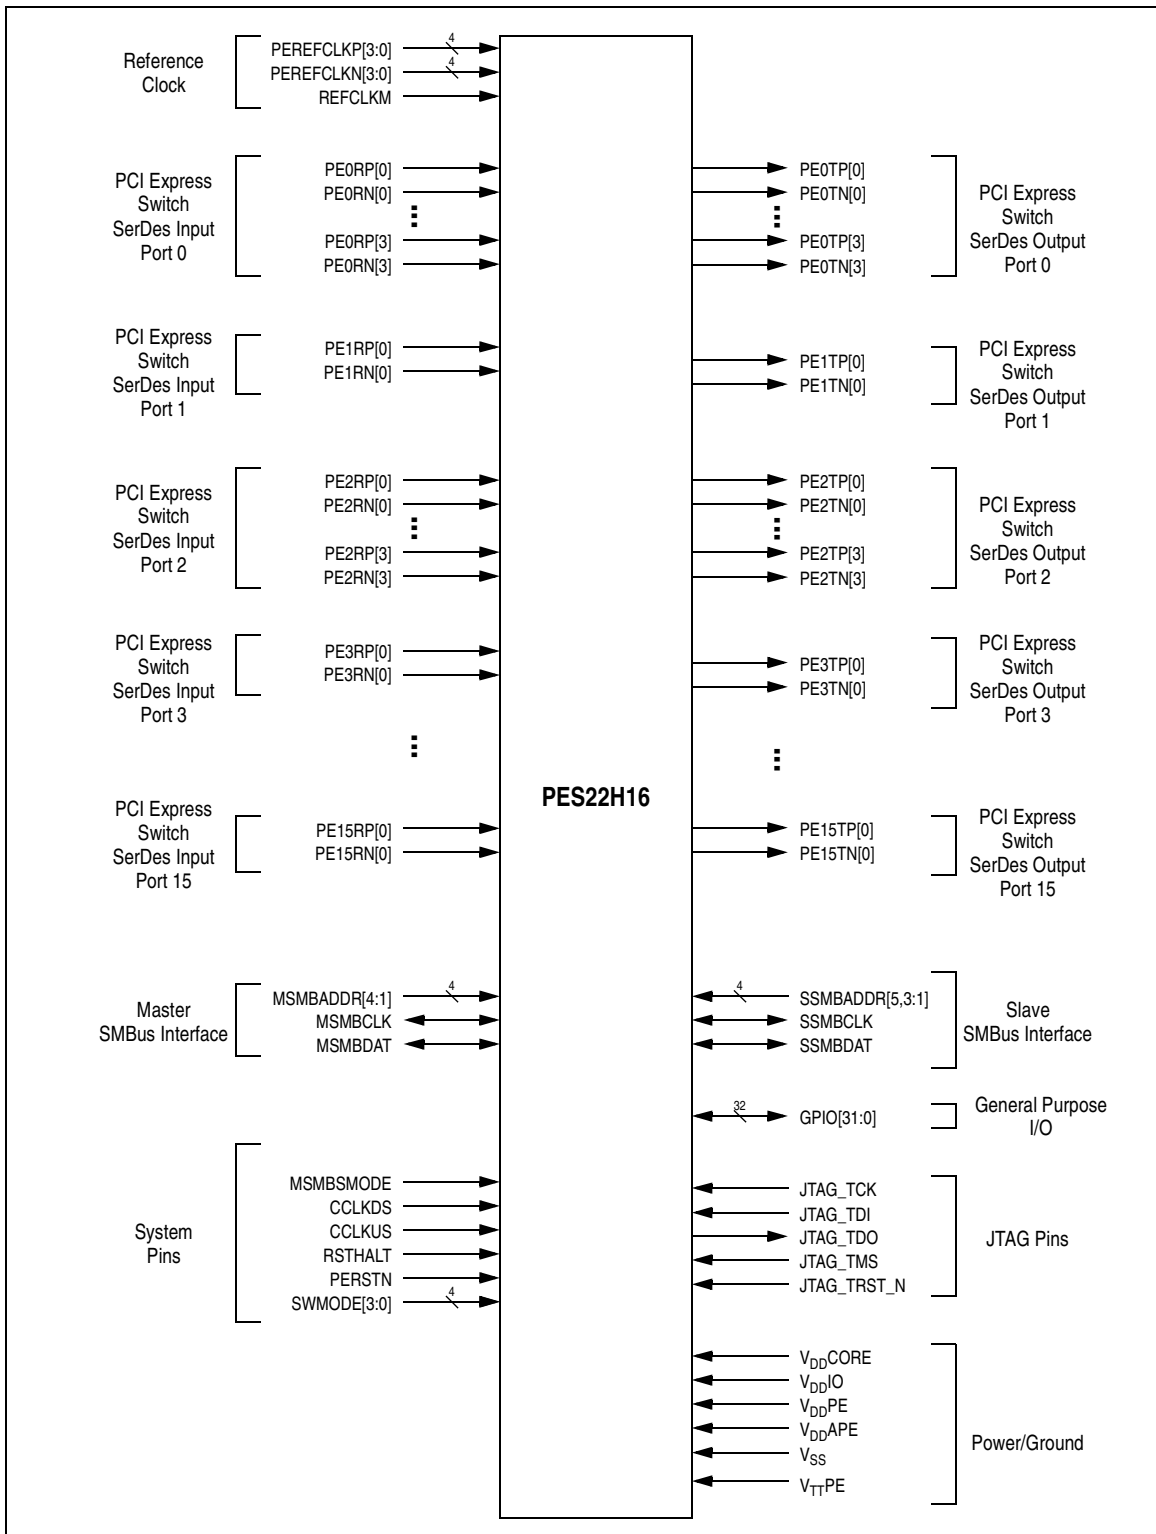 Reference
Clock
PEREFCLKP[3:0]
4
PEREFCLKN[3:0]
4
REFCLKM
PCI Express
Switch
SerDes Input
Port 0
PE0RP[0]
PE0RN[0]
PE0RP[3]
PE0RN[3]
PE0TP[0]
PE0TN[0]
PE0TP[3]
PE0TN[3]
PCI Express
Switch
SerDes Output
Port 0
PCI Express
Switch
SerDes Input
Port 1
PE1RP[0]
PE1RN[0]
PE1TP[0]
PE1TN[0]
PCI Express
Switch
SerDes Output
Port 1
PCI Express
Switch
SerDes Input
Port 2
PE2RP[0]
PE2RN[0]
PE2RP[3]
PE2RN[3]
PE2TP[0]
PE2TN[0]
PE2TP[3]
PE2TN[3]
PCI Express
Switch
SerDes Output
Port 2
PCI Express
Switch
SerDes Input
Port 3
PE3RP[0]
PE3RN[0]
PE3TP[0]
PE3TN[0]
PCI Express
Switch
SerDes Output
Port 3
PES22H16
PCI Express
Switch
SerDes Input
Port 15
PE15RP[0]
PE15RN[0]
PE15TP[0]
PE15TN[0]
PCI Express
Switch
SerDes Output
Port 15
Master
SMBus Interface
MSMBADDR[4:1]
4
MSMBCLK
MSMBDAT
4
SSMBADDR[5,3:1]
SSMBCLK
SSMBDAT
Slave
SMBus Interface
32
GPIO[31:0]
General Purpose
I/O
System
Pins
MSMBSMODE
CCLKDS
CCLKUS
RSTHALT
PERSTN
SWMODE[3:0]
4
JTAG_TCK
JTAG_TDI
JTAG_TDO
JTAG_TMS
JTAG_TRST_N
JTAG Pins
VDDCORE
VDDIO
VDDPE
VDDAPE
VSS
VTTPE
Power/Ground